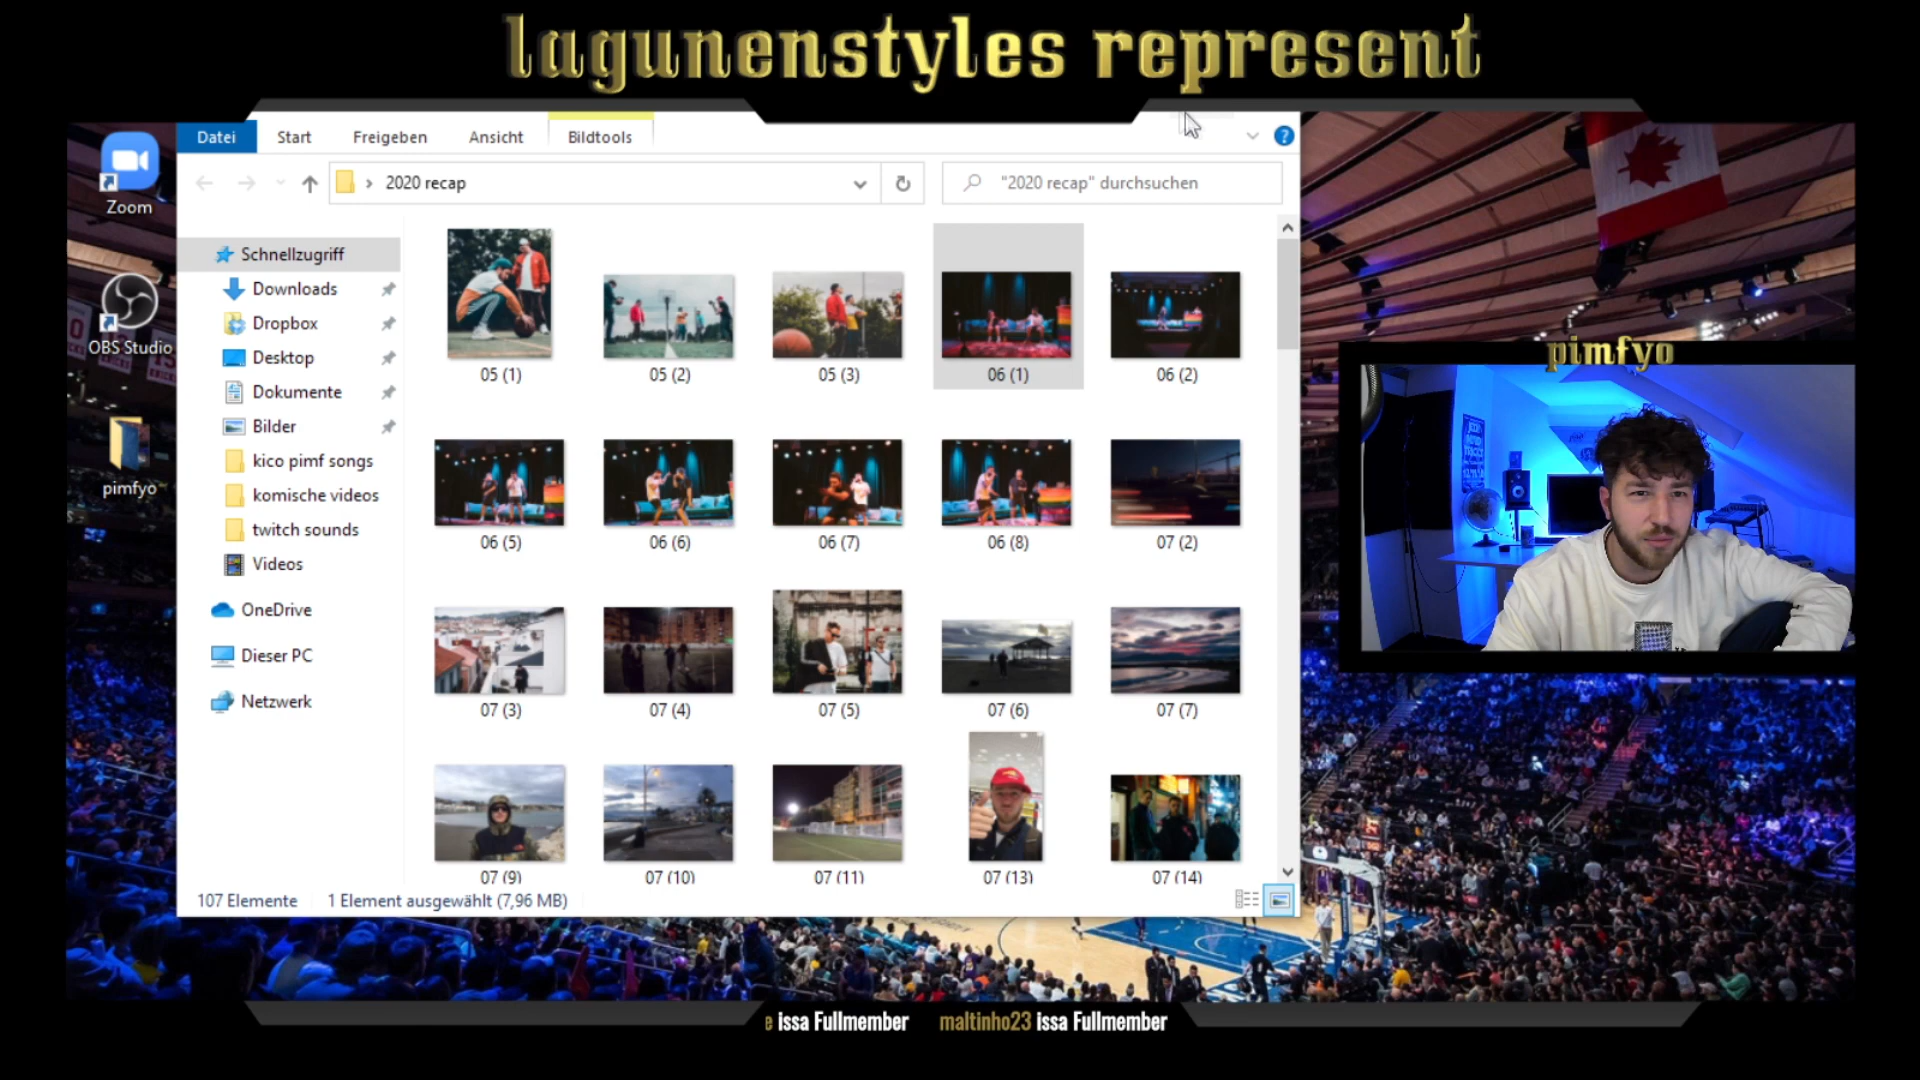 lagunenstyles represent
Datei Start Freigeben Ansicht Bildtools
2020 recap
"2020 recap" durchsuchen
Zoom
OBS Studio
pimfyo
Schnellzugriff
Downloads
Dropbox
Desktop
Dokumente
Bilder
kico pimf songs
komische videos
twitch sounds
Videos
OneDrive
Dieser PC
Netzwerk
05 (1) 05 (2) 05 (3) 06 (1) 06 (2)
06 (5) 06 (6) 06 (7) 06 (8) 07 (2)
07 (3) 07 (4) 07 (5) 07 (6) 07 (7)
07 (9) 07 (10) 07 (11) 07 (13) 07 (14)
107 Elemente 1 Element ausgewählt (7,96 MB)
pimfyo
e issa Fullmember maltinho23 issa Fullmember